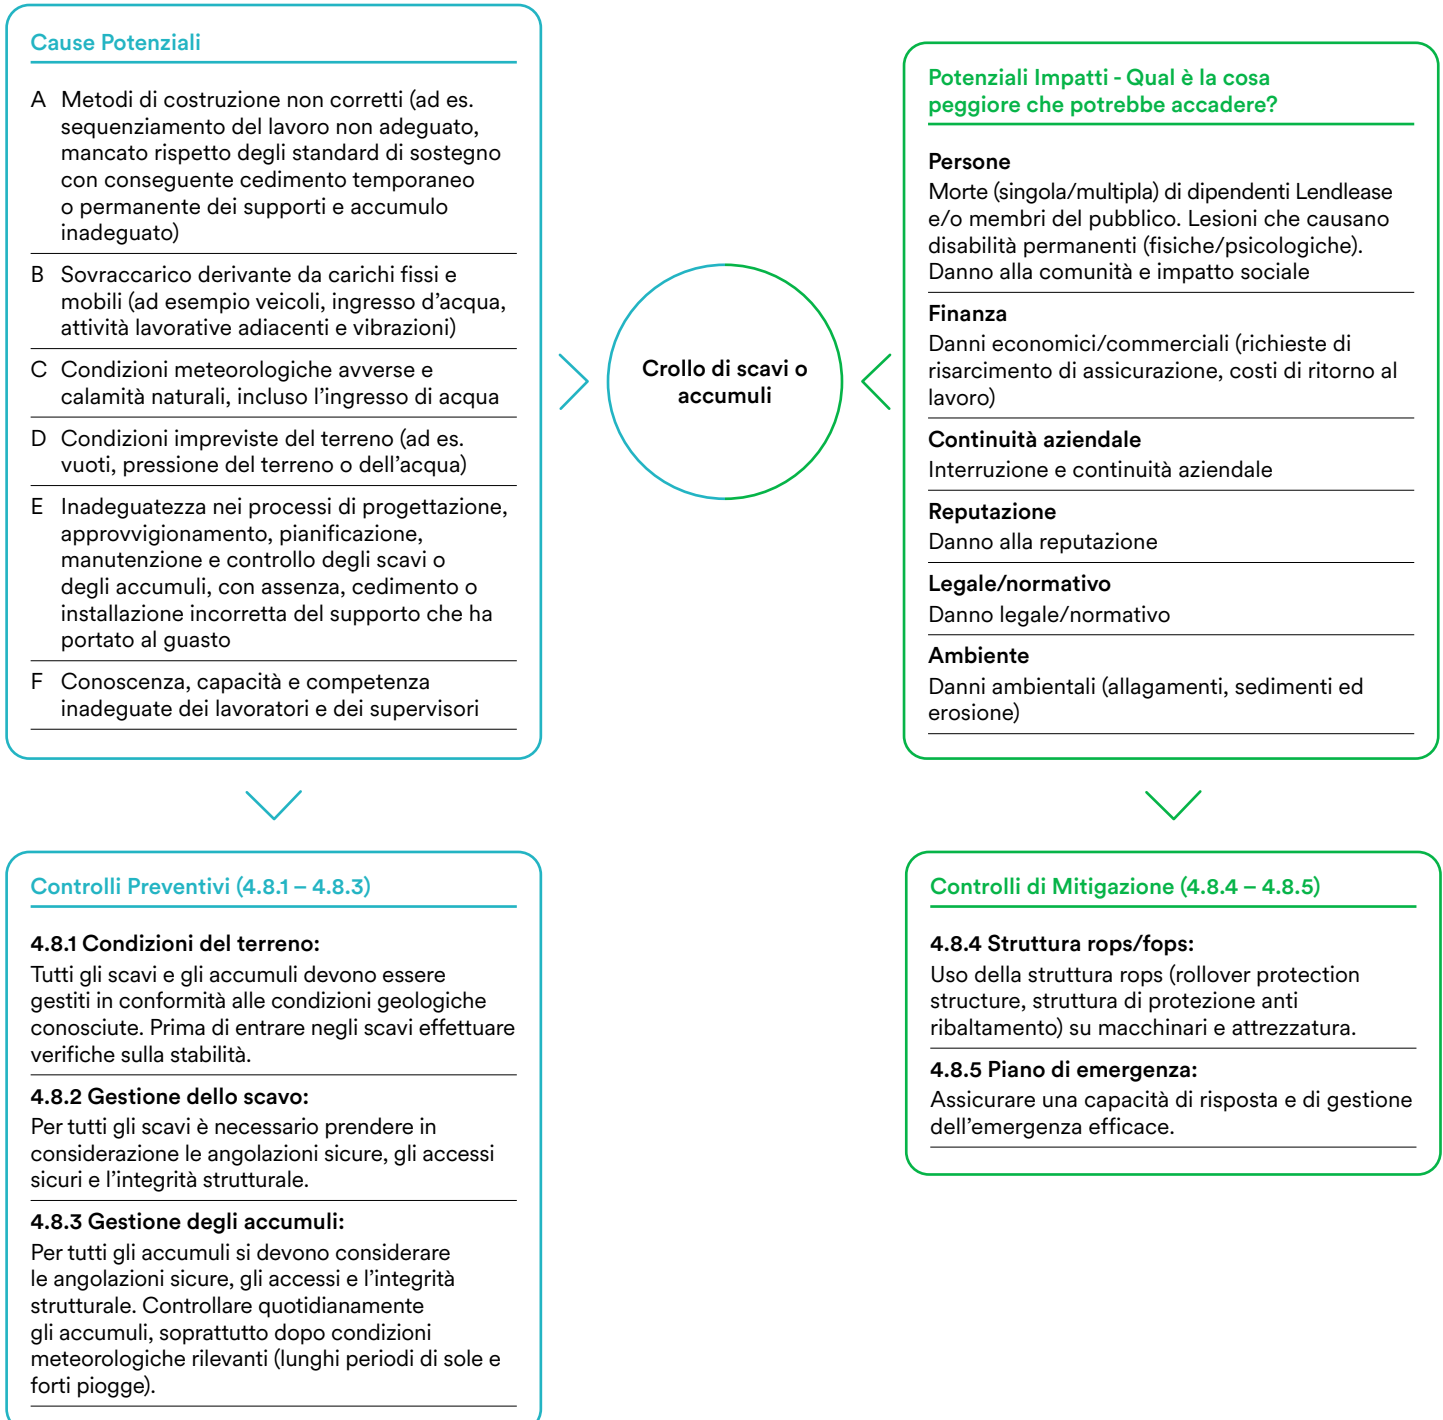 Cause Potenziali
A Metodi di costruzione non corretti (ad es.
sequenziamento del lavoro non adeguato,
mancato rispetto degli standard di sostegno
con conseguente cedimento temporaneo
o permanente dei supporti e accumulo
inadeguato)
B Sovraccarico derivante da carichi fissi e
mobili (ad esempio veicoli, ingresso d’acqua,
attività lavorative adiacenti e vibrazioni)
C Condizioni meteorologiche avverse e
calamità naturali, incluso l’ingresso di acqua
D Condizioni impreviste del terreno (ad es.
vuoti, pressione del terreno o dell’acqua)
E Inadeguatezza nei processi di progettazione,
approvvigionamento, pianificazione,
manutenzione e controllo degli scavi o
degli accumuli, con assenza, cedimento o
installazione incorretta del supporto che ha
portato al guasto
F Conoscenza, capacità e competenza
inadeguate dei lavoratori e dei supervisori
Crollo di scavi o
accumuli
Potenziali Impatti - Qual è la cosa
peggiore che potrebbe accadere?
Persone
Morte (singola/multipla) di dipendenti Lendlease
e/o membri del pubblico. Lesioni che causano
disabilità permanenti (fisiche/psicologiche).
Danno alla comunità e impatto sociale
Finanza
Danni economici/commerciali (richieste di
risarcimento di assicurazione, costi di ritorno al
lavoro)
Continuità aziendale
Interruzione e continuità aziendale
Reputazione
Danno alla reputazione
Legale/normativo
Danno legale/normativo
Ambiente
Danni ambientali (allagamenti, sedimenti ed
erosione)
Controlli Preventivi (4.8.1 – 4.8.3)
4.8.1 Condizioni del terreno:
Tutti gli scavi e gli accumuli devono essere
gestiti in conformità alle condizioni geologiche
conosciute. Prima di entrare negli scavi effettuare
verifiche sulla stabilità.
4.8.2 Gestione dello scavo:
Per tutti gli scavi è necessario prendere in
considerazione le angolazioni sicure, gli accessi
sicuri e l’integrità strutturale.
4.8.3 Gestione degli accumuli:
Per tutti gli accumuli si devono considerare
le angolazioni sicure, gli accessi e l’integrità
strutturale. Controllare quotidianamente
gli accumuli, soprattutto dopo condizioni
meteorologiche rilevanti (lunghi periodi di sole e
forti piogge).
Controlli di Mitigazione (4.8.4 – 4.8.5)
4.8.4 Struttura rops/fops:
Uso della struttura rops (rollover protection
structure, struttura di protezione anti
ribaltamento) su macchinari e attrezzatura.
4.8.5 Piano di emergenza:
Assicurare una capacità di risposta e di gestione
dell’emergenza efficace.